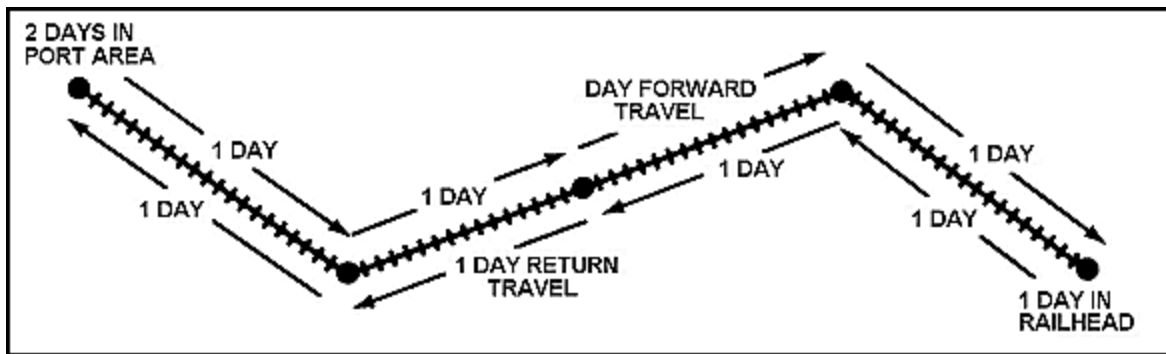 2 DAYS IN
PORT AREA
1 DAY
1 DAY
1 DAY
DAY FORWARD
TRAVEL
1 DAY RETURN
TRAVEL
1 DAY
1 DAY
1 DAY
1 DAY IN
RAILHEAD